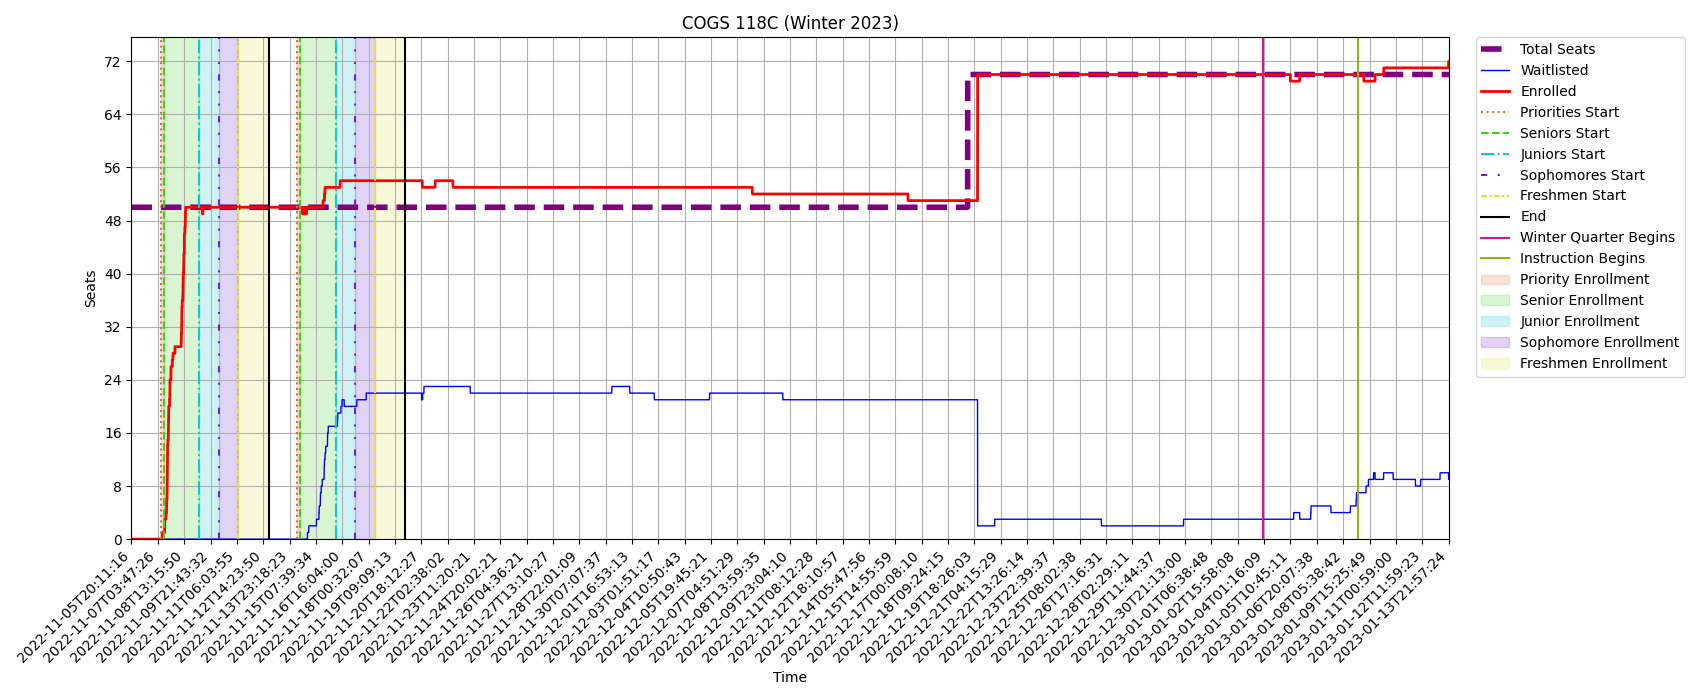 COGS 118C (Winter 2023)
Seats
72
64
56
48
40
32
24
16
8
0
2022-11-05T20:11:16
2022-11-07T03:47:26
2022-11-08T13:15:50
2022-11-09T21:43:32
2022-11-11T06:03:55
2022-11-12T14:23:50
2022-11-13T23:18:23
2022-11-15T07:39:34
2022-11-16T16:04:00
2022-11-18T00:32:07
2022-11-19T09:09:13
2022-11-20T18:12:27
2022-11-22T02:38:02
2022-11-23T11:20:21
2022-11-24T20:02:21
2022-11-26T04:36:21
2022-11-27T13:10:27
2022-11-28T22:01:09
2022-11-30T07:07:37
2022-12-01T16:53:13
2022-12-03T01:51:17
2022-12-04T10:50:43
2022-12-05T19:45:21
2022-12-07T04:51:29
2022-12-08T13:59:35
2022-12-09T23:04:10
2022-12-11T08:12:28
2022-12-12T18:10:57
2022-12-14T05:47:56
2022-12-15T14:55:59
2022-12-17T00:08:10
2022-12-18T09:24:15
2022-12-19T18:26:03
2022-12-21T04:15:29
2022-12-22T13:26:14
2022-12-23T22:39:37
2022-12-25T08:02:38
2022-12-26T17:16:31
2022-12-28T02:29:11
2022-12-29T11:44:37
2022-12-30T21:13:00
2023-01-01T06:38:48
2023-01-02T15:58:08
2023-01-04T01:16:09
2023-01-05T10:45:11
2023-01-06T20:07:38
2023-01-08T05:38:42
2023-01-09T15:25:49
2023-01-11T00:59:00
2023-01-12T11:59:23
2023-01-13T21:57:24
Time
Total Seats
Waitlisted
Enrolled
Priorities Start
Seniors Start
Juniors Start
Sophomores Start
Freshmen Start
End
Winter Quarter Begins
Instruction Begins
Priority Enrollment
Senior Enrollment
Junior Enrollment
Sophomore Enrollment
Freshmen Enrollment